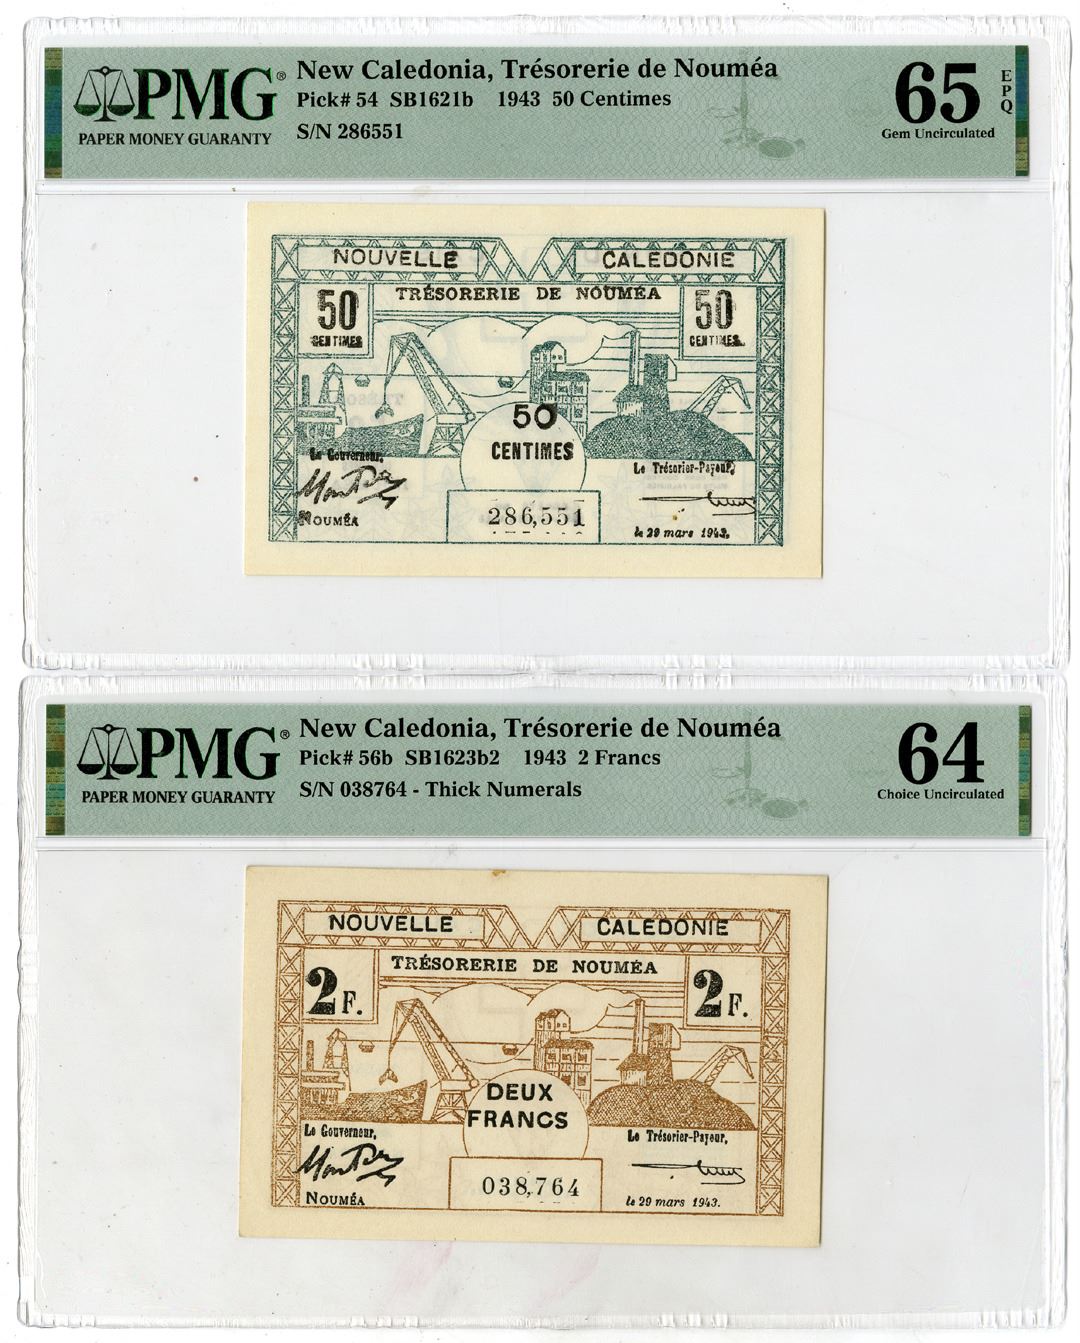 PMG®
PAPER MONEY GUARANTY
New Caledonia, Trésorerie de Nouméa
Pick# 54 SB1621b 1943 50 Centimes
S/N 286551
65 EPQ
Gem Uncirculated
NOUVELLE CALEDONIE
TRÉSORERIE DE NOUMÉA
50 50
CENTIMES CENTIMES
50
CENTIMES
Le Gouverneur, Le Trésorier-Payeur,
286,551
NOUMÉA le 29 mars 1943.
PMG®
PAPER MONEY GUARANTY
New Caledonia, Trésorerie de Nouméa
Pick# 56b SB1623b2 1943 2 Francs
S/N 038764 - Thick Numerals
64
Choice Uncirculated
NOUVELLE CALEDONIE
TRÉSORERIE DE NOUMÉA
2 F. 2 F.
DEUX
FRANCS
Le Gouverneur, Le Trésorier-Payeur,
038,764
NOUMÉA le 29 mars 1943.